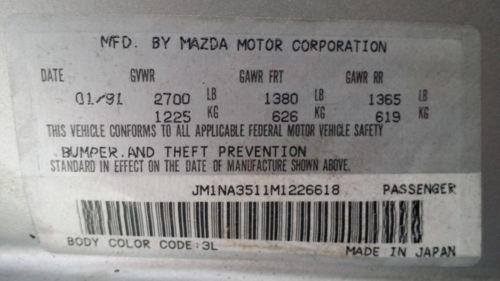 MFD. BY MAZDA MOTOR CORPORATION
DATE GVWR GAWR FRT GAWR RR
01/91 2700 LB 1380 LB 1365 LB
1225 KG 626 KG 619 KG
THIS VEHICLE CONFORMS TO ALL APPLICABLE FEDERAL MOTOR VEHICLE SAFETY
BUMPER.AND THEFT PREVENTION
STANDARD IN EFFECT ON THE DATE OF MANUFACTURE SHOWN ABOVE.
JM1NA3511M1226618 PASSENGER
BODY COLOR CODE:3L
MADE IN JAPAN